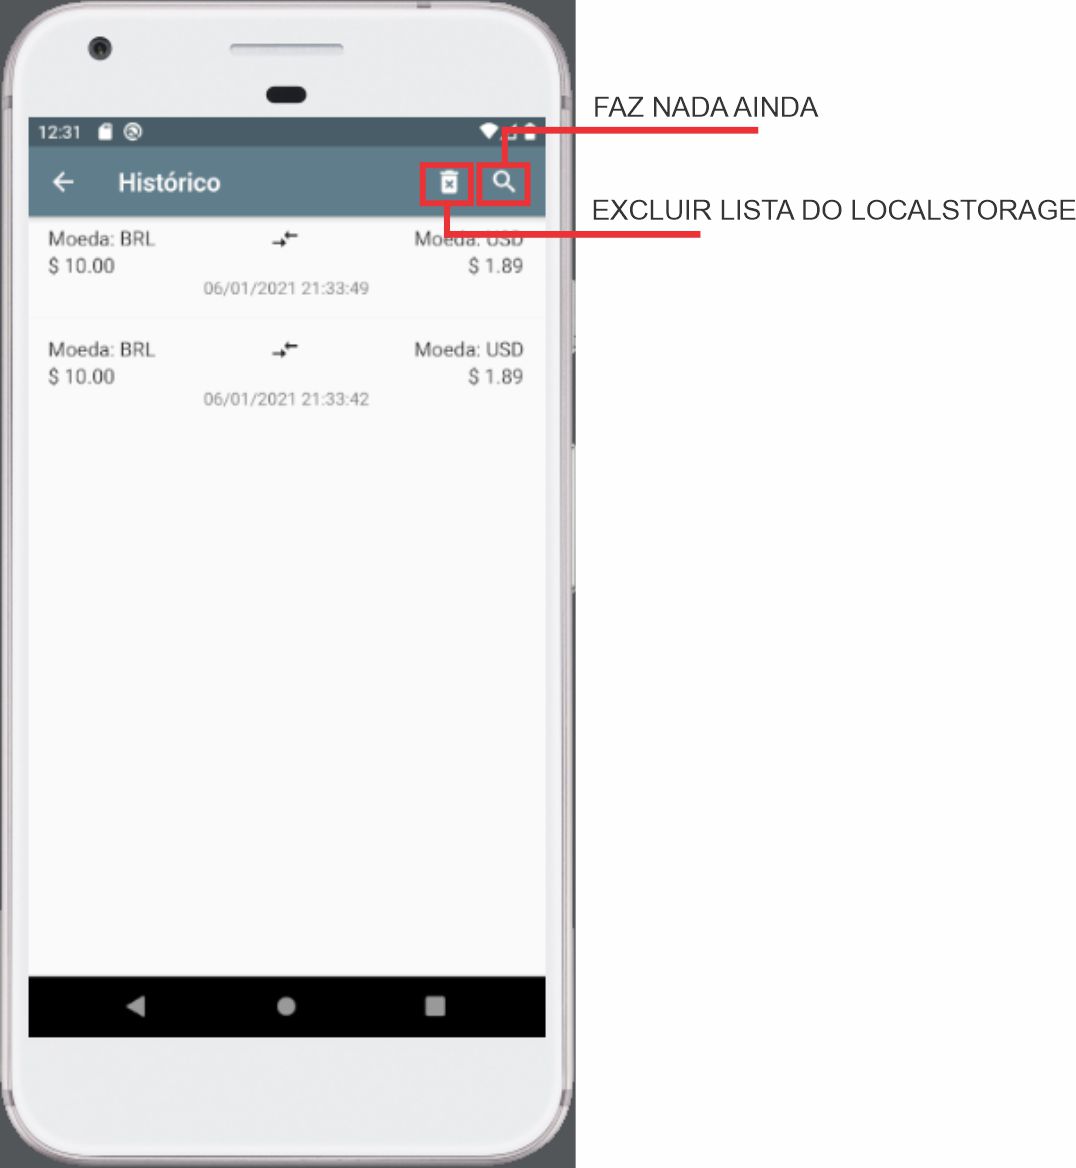 FAZ NADA AINDA
12:31
Histórico
EXCLUIR LISTA DO LOCALSTORAGE
Moeda: BRL
Moeda: USD
$ 10.00
$ 1.89
06/01/2021 21:33:49
Moeda: BRL
Moeda: USD
$ 10.00
$ 1.89
06/01/2021 21:33:42